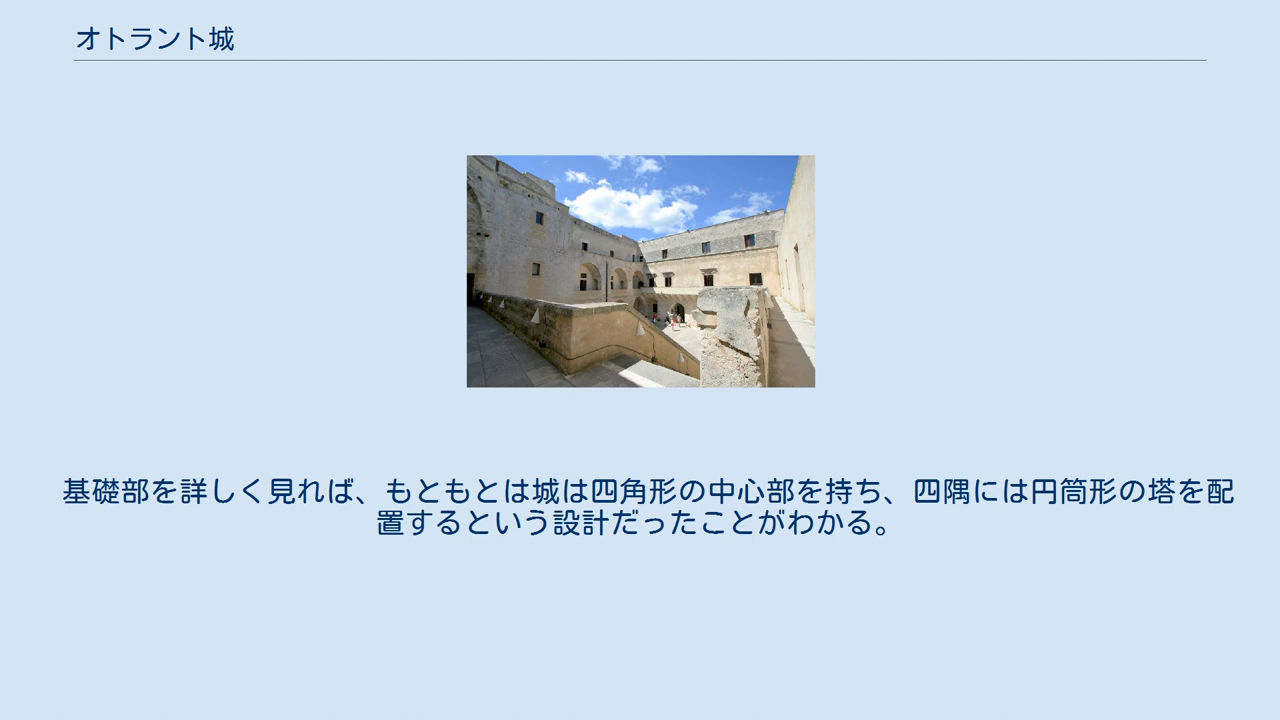 オトラント城
基礎部を詳しく見れば、もともとは城は四角形の中心部を持ち、四隅には円筒形の塔を配
置するという設計だったことがわかる。